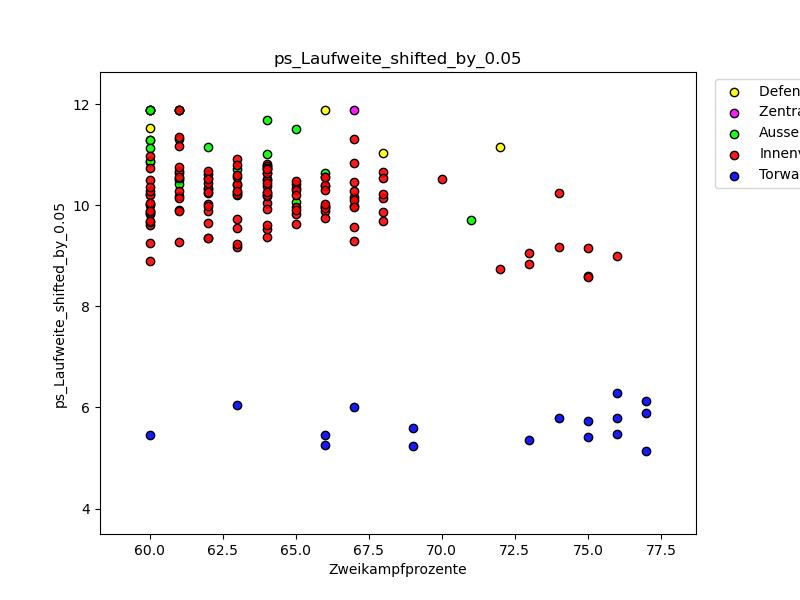 ps_Laufweite_shifted_by_0.05
12
10
8
6
4
ps_Laufweite_shifted_by_0.05
60.0 62.5 65.0 67.5 70.0 72.5 75.0 77.5
Zweikampfprozente
Defen
Zentra
Ausse
Innenv
Torwa